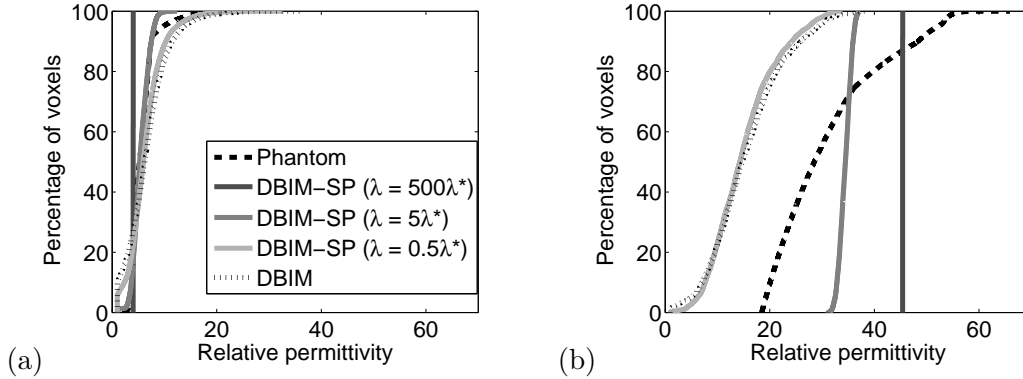 100
80
60
40
20
0
Percentage of voxels
0 20 40 60
Relative permittivity
Phantom
DBIM−SP (λ = 500λ*)
DBIM−SP (λ = 5λ*)
DBIM−SP (λ = 0.5λ*)
DBIM
(a)
100
80
60
40
20
0
Percentage of voxels
0 20 40 60
Relative permittivity
(b)